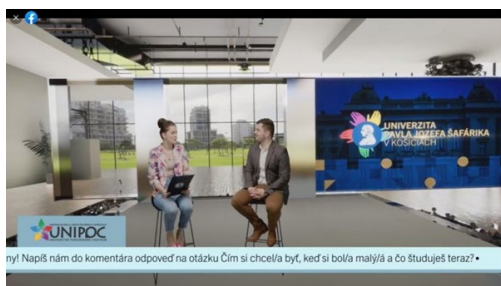 UNIVERZITA
PAVLA JOZEFA ŠAFÁRIKA
V KOŠICIACH
UNIPOC
ny! Napíš nám do komentára odpoveď na otázku Čím si chcel/a byť, keď si bol/a malý/á a čo študuješ teraz?•